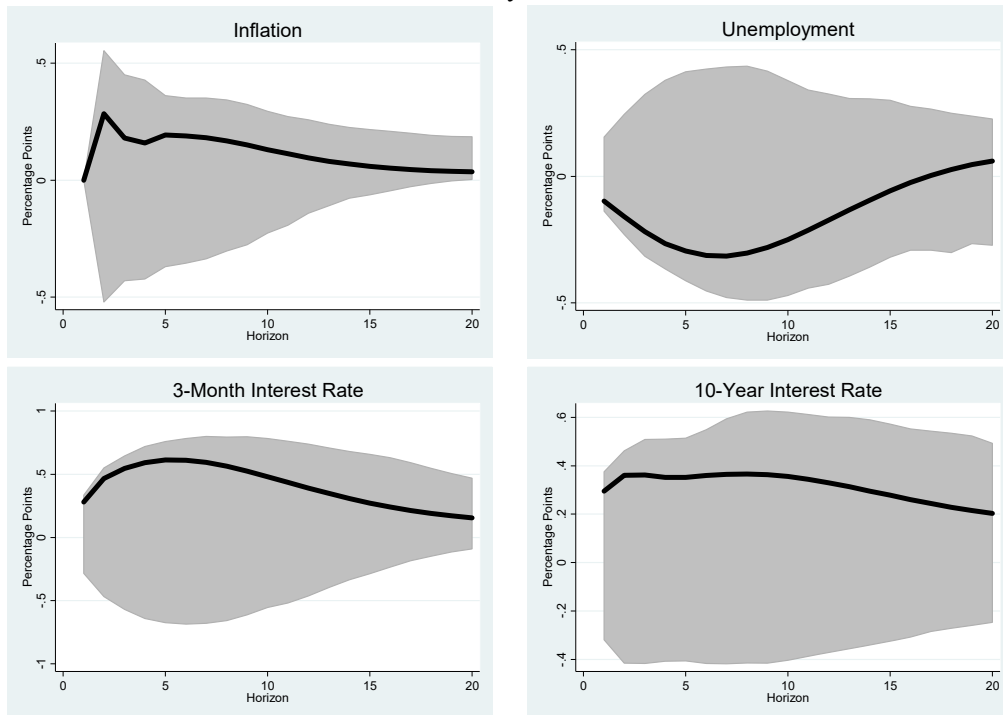 Inflation
Percentage Points
.5
0
-.5
0 5 10 15 20
Horizon
Unemployment
Percentage Points
.5
0
-.5
0 5 10 15 20
Horizon
3-Month Interest Rate
Percentage Points
1
.5
0
-.5
-1
0 5 10 15 20
Horizon
10-Year Interest Rate
Percentage Points
.6
.4
.2
0
-.2
-.4
0 5 10 15 20
Horizon